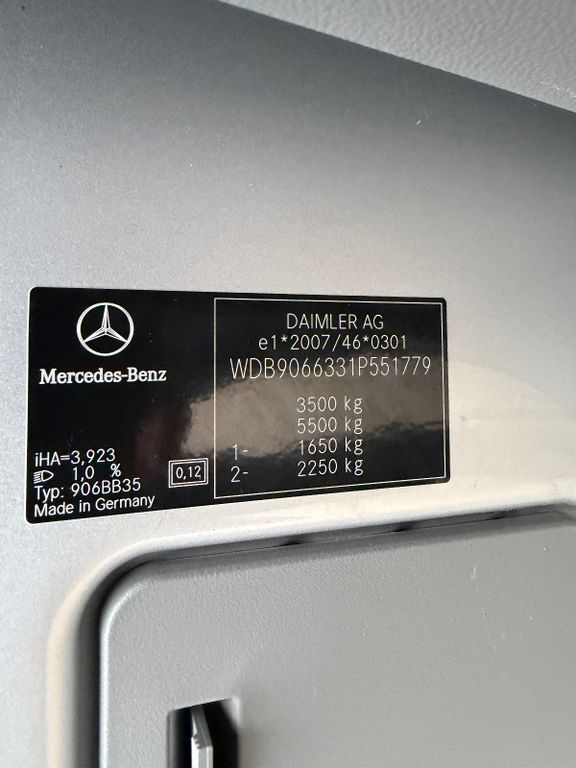 Mercedes-Benz
DAIMLER AG
e1*2007/46*0301
WDB9066331P551779
3500 kg
5500 kg
1- 1650 kg
2- 2250 kg
iHA=3,923
1,0 %
Typ: 906BB35
Made in Germany
0,12